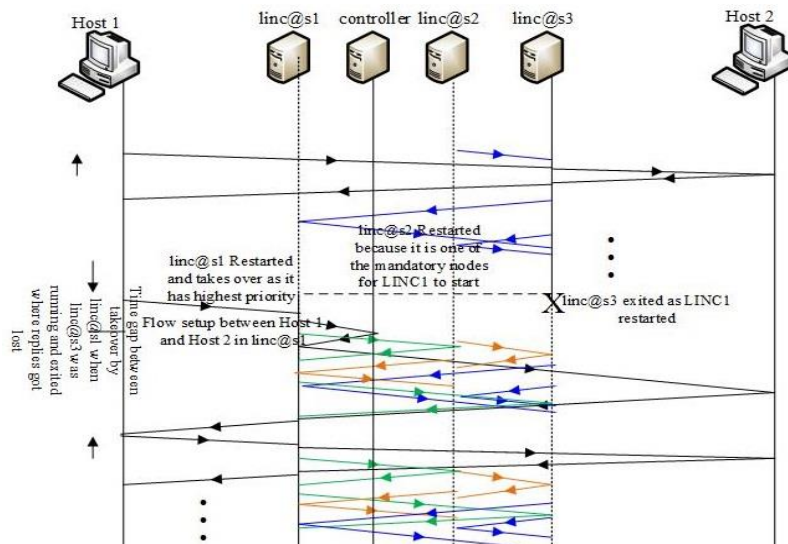 Host 1
linc@s1
controller
linc@s2
linc@s3
Host 2
linc@s2 Restarted
because it is one of
the mandatory nodes
for LINC1 to start
linc@s1 Restarted
and takes over as it
has highest priority
linc@s3 exited as LINC1
restarted
Flow setup between Host 1
and Host 2 in linc@s1
Time gap between
takeover by
linc@s1 when
linc@s3 was
running and exited
where replies got
lost